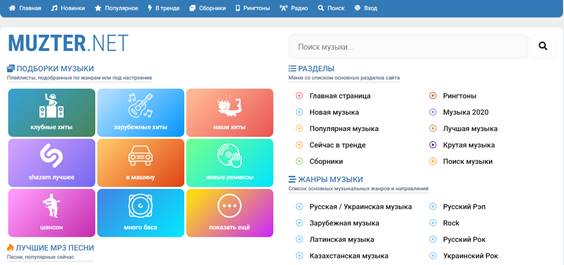 Главная Новинки Популярное В тренде Сборники Рингтоны Радио Поиск Вход
MUZTER.NET
Поиск музыки...
ПОДБОРКИ МУЗЫКИ
Плейлисты, подобранные по жанрам или под настроение
клубные хиты
зарубежные хиты
наши хиты
shazam лучшее
в машину
новые ремиксы
шансон
много баса
показать ещё
ЛУЧШИЕ MP3 ПЕСНИ
Песни, популярные сейчас
РАЗДЕЛЫ
Меню со списком основных разделов сайта
Главная страница
Рингтоны
Новая музыка
Музыка 2020
Популярная музыка
Лучшая музыка
Сейчас в тренде
Крутая музыка
Сборники
Поиск музыки
ЖАНРЫ МУЗЫКИ
Список основных музыкальных жанров и направлений
Русская / Украинская музыка
Русский Рэп
Зарубежная музыка
Rock
Латинская музыка
Русский Рок
Казахстанская музыка
Украинский Рок